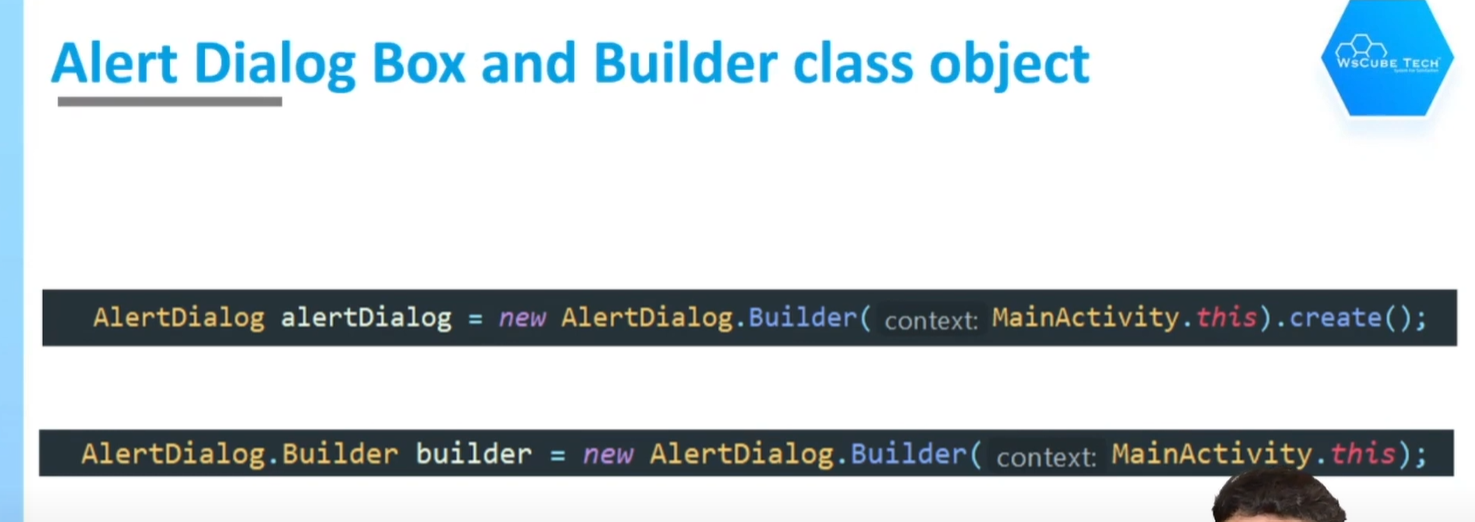 Alert Dialog Box and Builder class object
WSCUBE TECH
AlertDialog alertDialog = new AlertDialog.Builder( context: MainActivity.this).create();
AlertDialog.Builder builder = new AlertDialog.Builder( context: MainActivity.this);